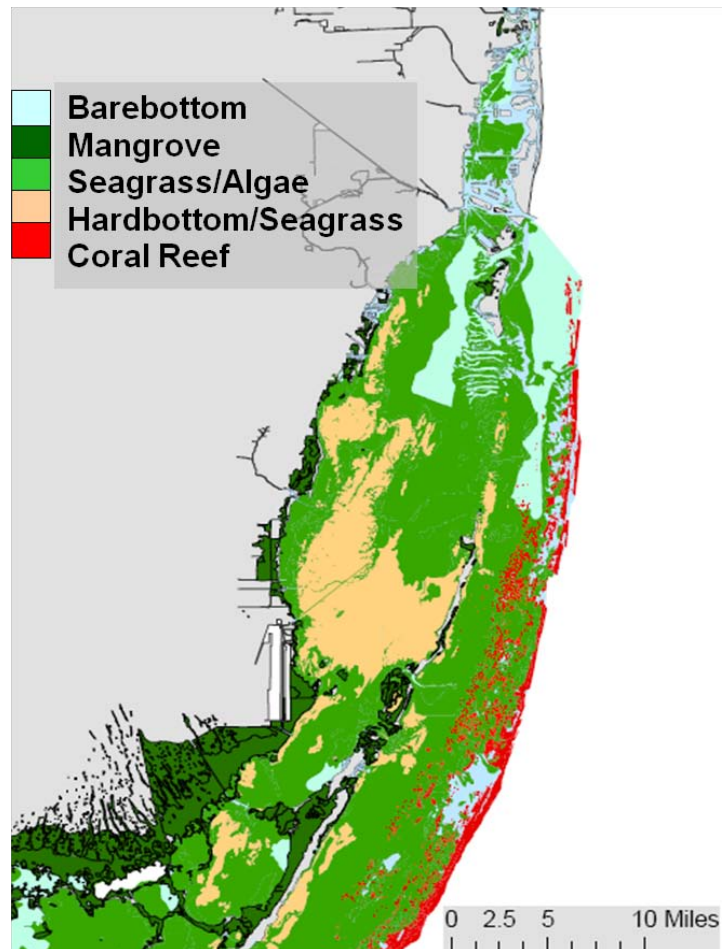 Barebottom
Mangrove
Seagrass/Algae
Hardbottom/Seagrass
Coral Reef
0 2.5 5 10 Miles